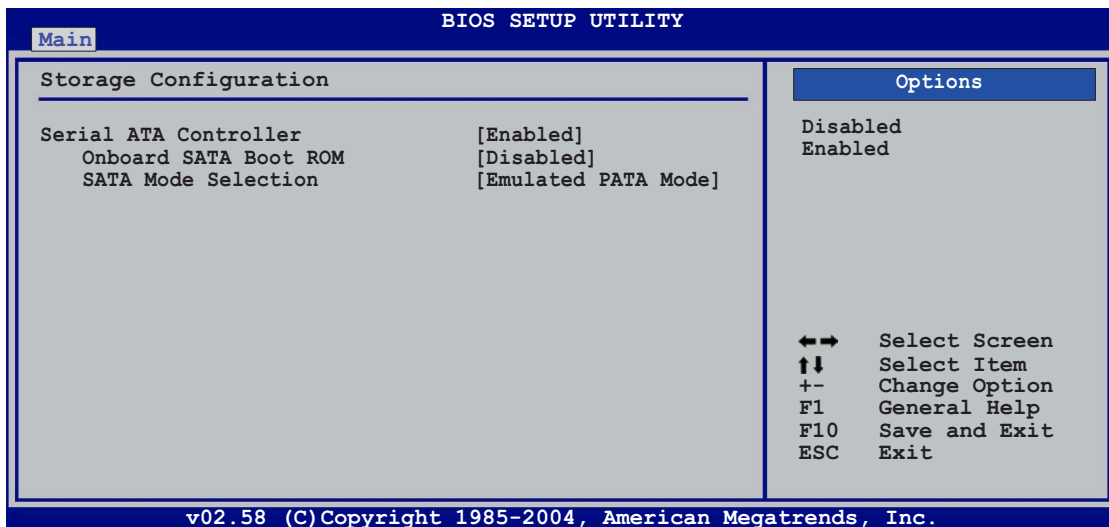 BIOS SETUP UTILITY
Main
Storage Configuration
Serial ATA Controller [Enabled]
Onboard SATA Boot ROM [Disabled]
SATA Mode Selection [Emulated PATA Mode]
Options
Disabled
Enabled
←→ Select Screen
↑↓ Select Item
+- Change Option
F1 General Help
F10 Save and Exit
ESC Exit
v02.58 (C)Copyright 1985-2004, American Megatrends, Inc.